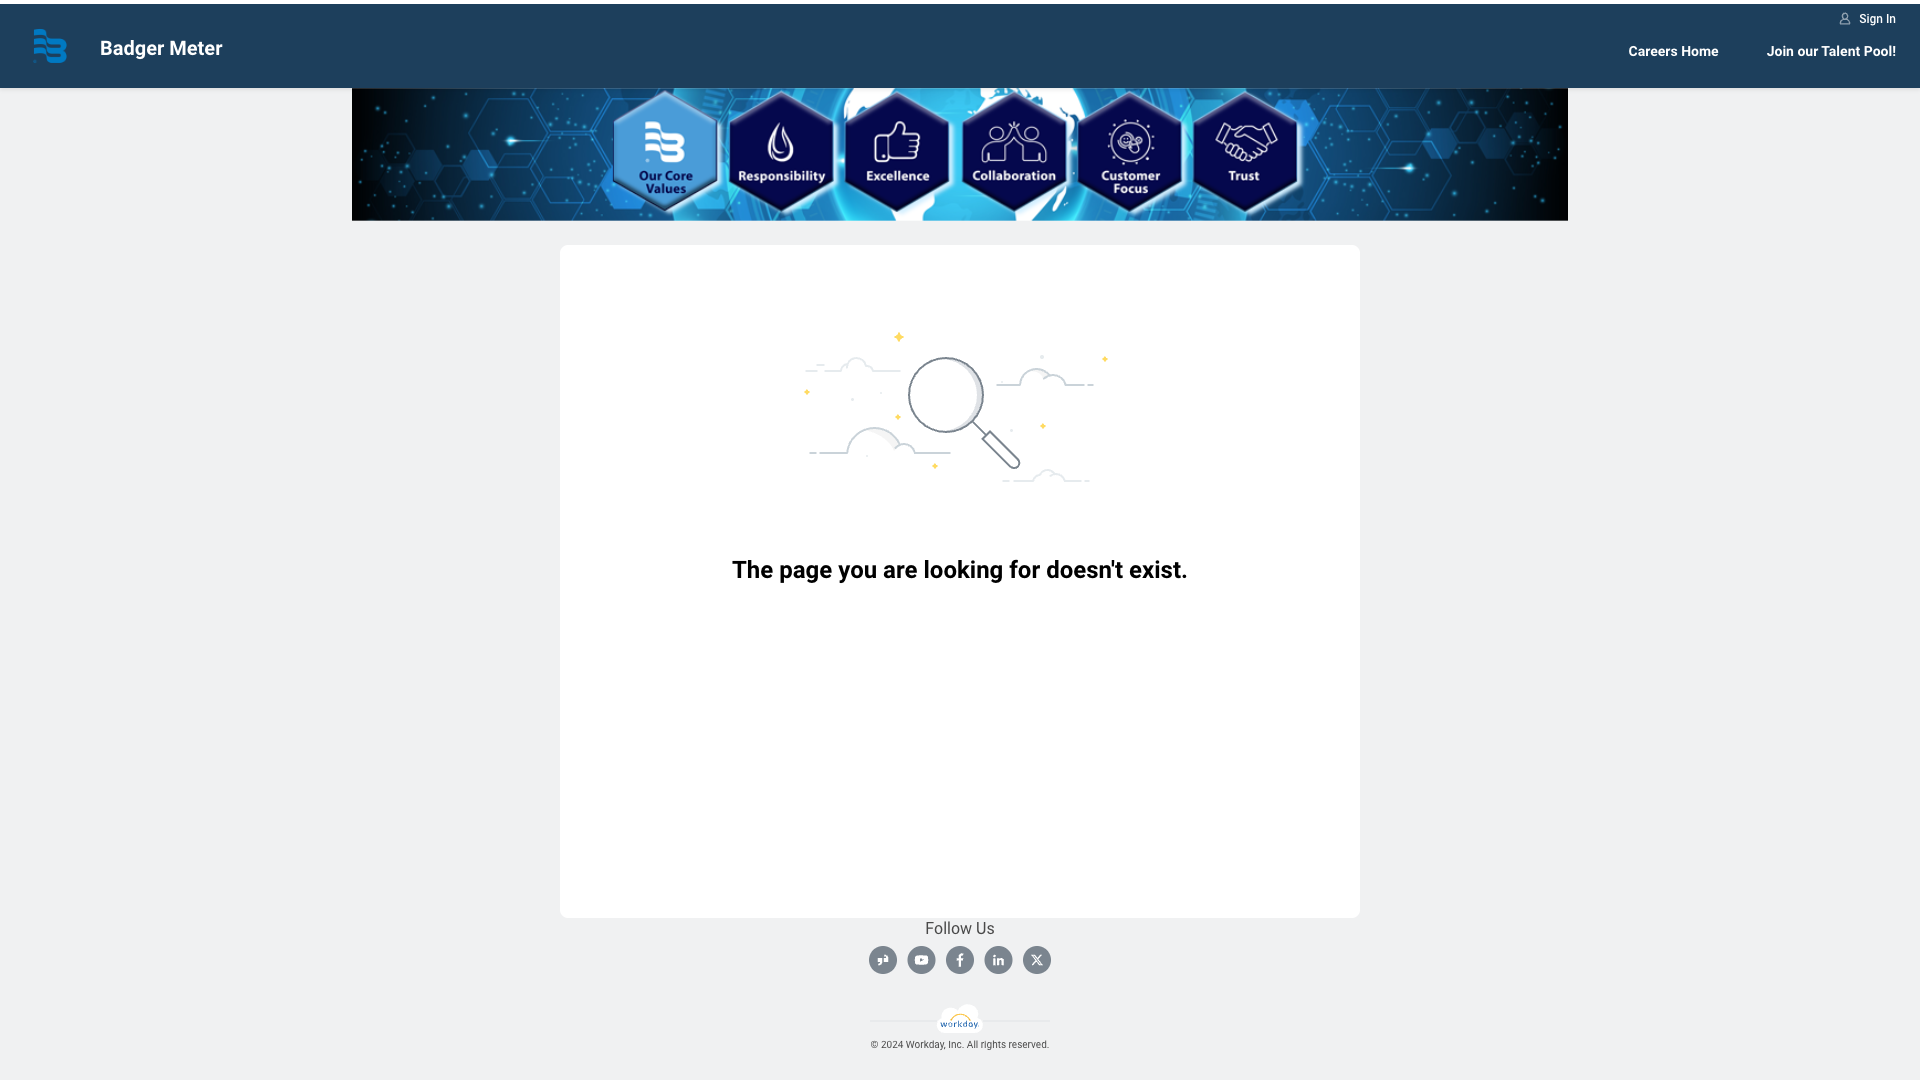 Sign In
Badger Meter
Careers Home
Join our Talent Pool!
Our Core
Values
Responsibility
Excellence
Collaboration
Customer
Focus
Trust
The page you are looking for doesn't exist.
Follow Us
workday.
© 2024 Workday, Inc. All rights reserved.